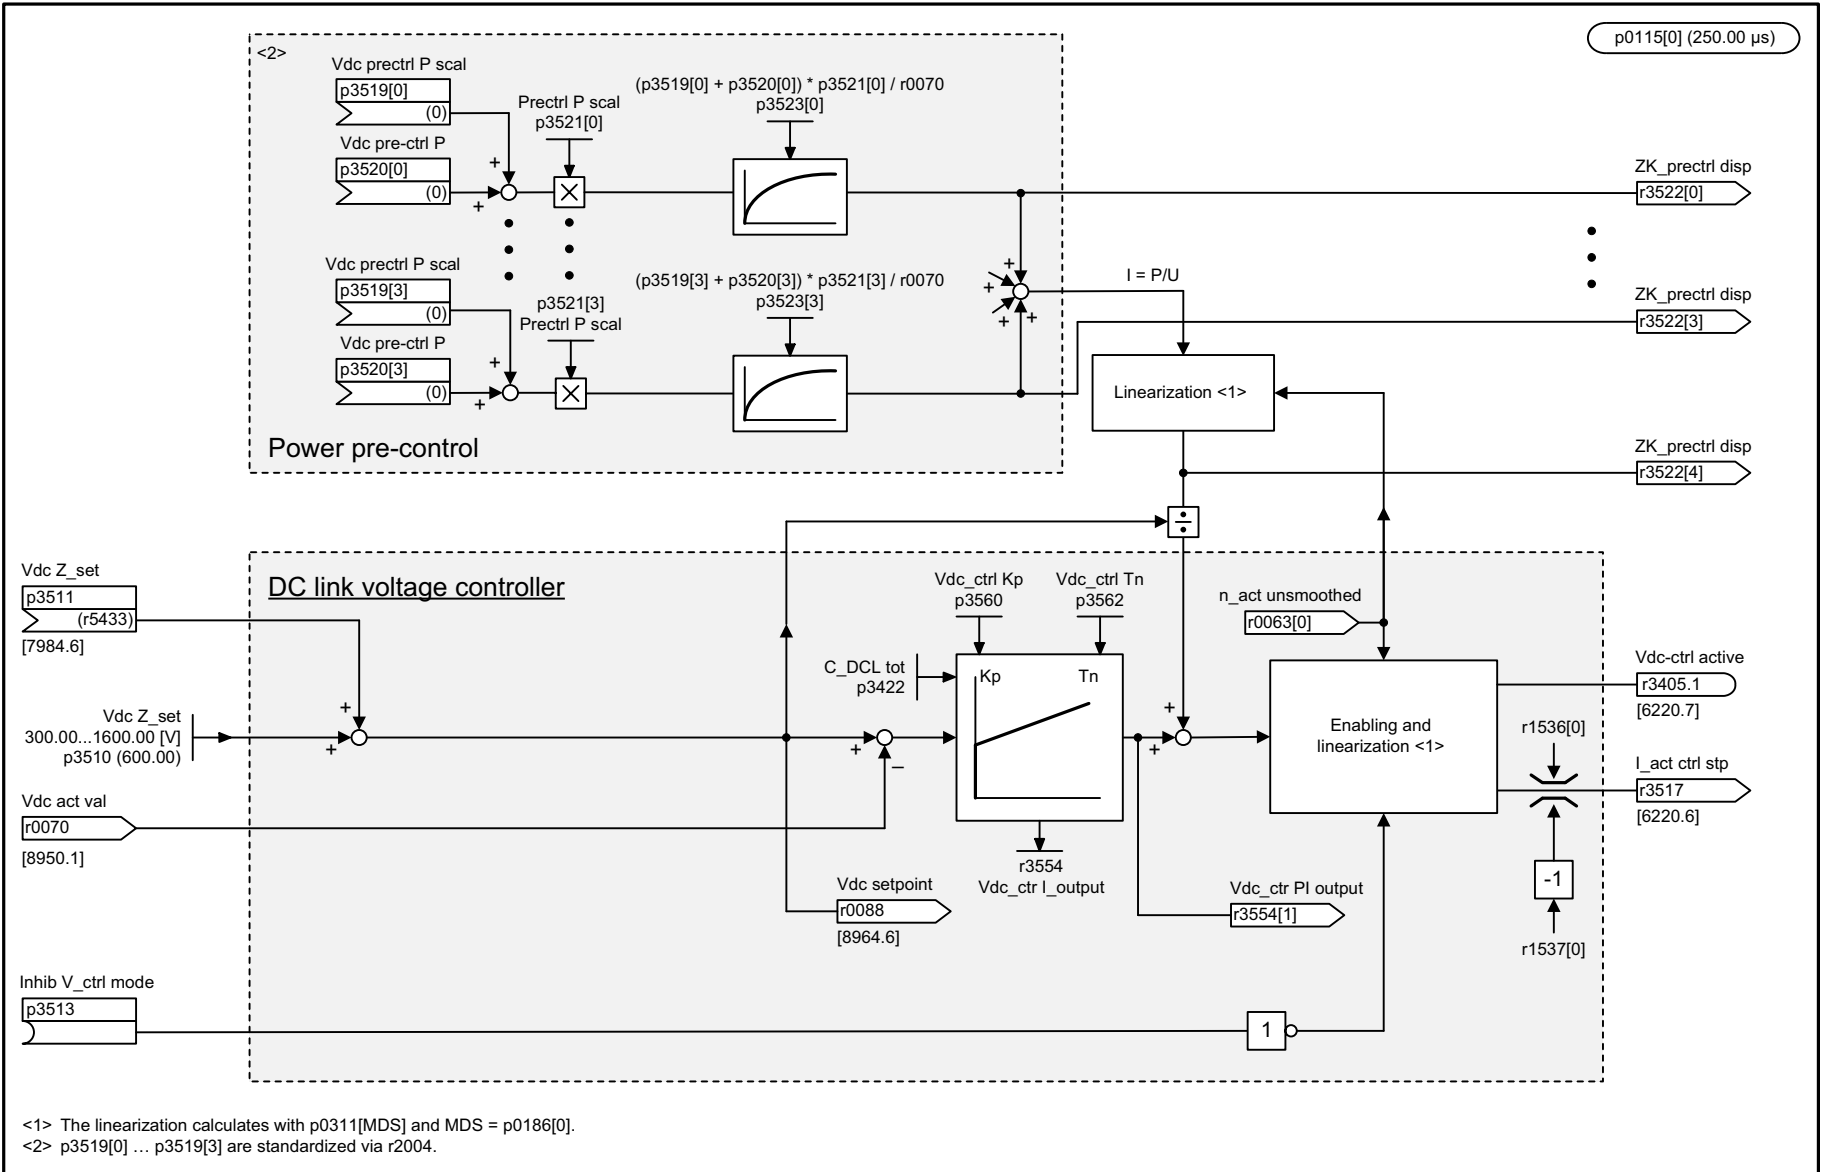 <2>
p0115[0] (250.00 µs)
Vdc prectrl P scal
p3519[0]
(0)
Prectrl P scal
p3521[0]
(p3519[0] + p3520[0]) * p3521[0] / r0070
p3523[0]
Vdc pre-ctrl P
p3520[0]
(0)
+
+
ZK_prectrl disp
r3522[0]
Vdc prectrl P scal
p3519[3]
(0)
p3521[3]
Prectrl P scal
(p3519[3] + p3520[3]) * p3521[3] / r0070
p3523[3]
+
+
+
+
I = P/U
ZK_prectrl disp
r3522[3]
Vdc pre-ctrl P
p3520[3]
(0)
+
+
Linearization <1>
Power pre-control
ZK_prectrl disp
r3522[4]
÷
DC link voltage controller
Vdc Z_set
p3511
(r5433)
[7984.6]
Vdc_ctrl Kp
p3560
Vdc_ctrl Tn
p3562
n_act unsmoothed
r0063[0]
C_DCL tot
p3422
Kp
Tn
Vdc-ctrl active
r3405.1
[6220.7]
Vdc Z_set
300.00...1600.00 [V]
p3510 (600.00)
+
+
+
–
+
+
Enabling and
linearization <1>
r1536[0]
I_act ctrl stp
r3517
[6220.6]
Vdc act val
r0070
[8950.1]
r3554
Vdc_ctr I_output
Vdc setpoint
r0088
[8964.6]
Vdc_ctr PI output
r3554[1]
-1
r1537[0]
Inhib V_ctrl mode
p3513
1
<1> The linearization calculates with p0311[MDS] and MDS = p0186[0].
<2> p3519[0] … p3519[3] are standardized via r2004.